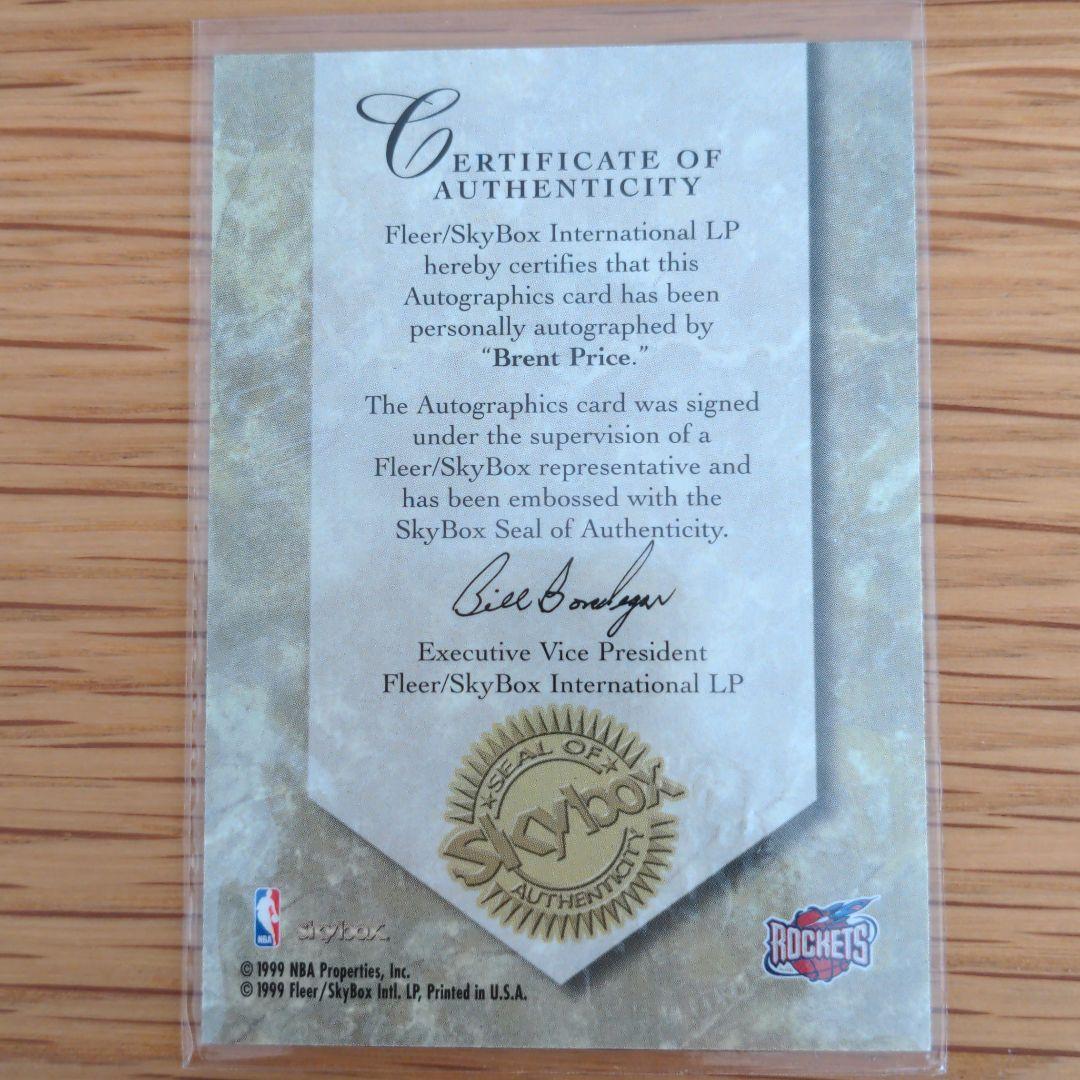 CERTIFICATE OF
AUTHENTICITY
Fleer/SkyBox International LP
hereby certifies that this
Autographics card has been
personally autographed by
“Brent Price.”
The Autographics card was signed
under the supervision of a
Fleer/SkyBox representative and
has been embossed with the
SkyBox Seal of Authenticity.
Executive Vice President
Fleer/SkyBox International LP
★SEAL OF★
Skybox
AUTHENTICITY
NBA
skybox
ROCKETS
© 1999 NBA Properties, Inc.
© 1999 Fleer/SkyBox Intl. LP, Printed in U.S.A.